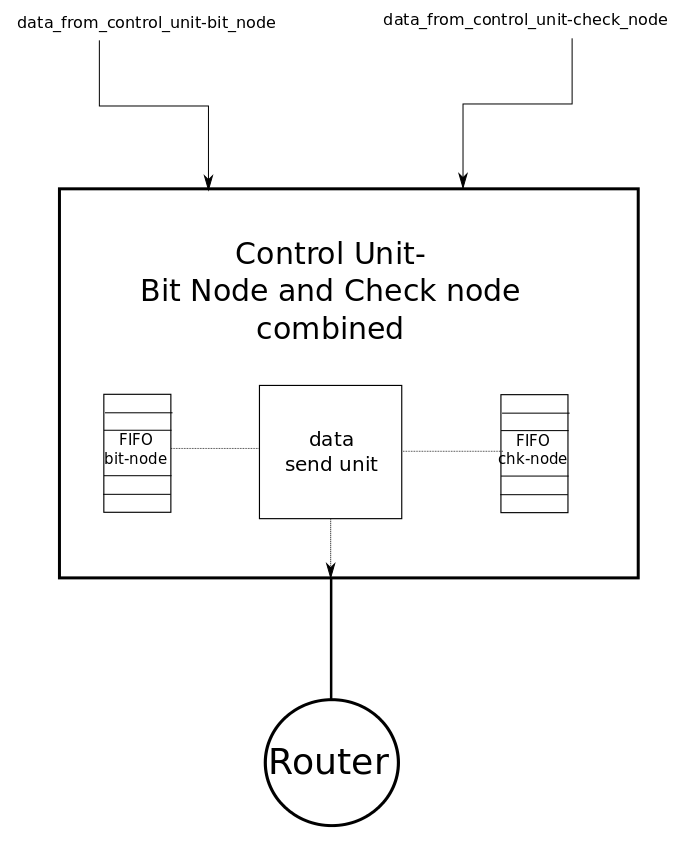 data_from_control_unit-bit_node
data_from_control_unit-check_node
Control Unit-
Bit Node and Check node
combined
FIFO
bit-node
data
send unit
FIFO
chk-node
Router